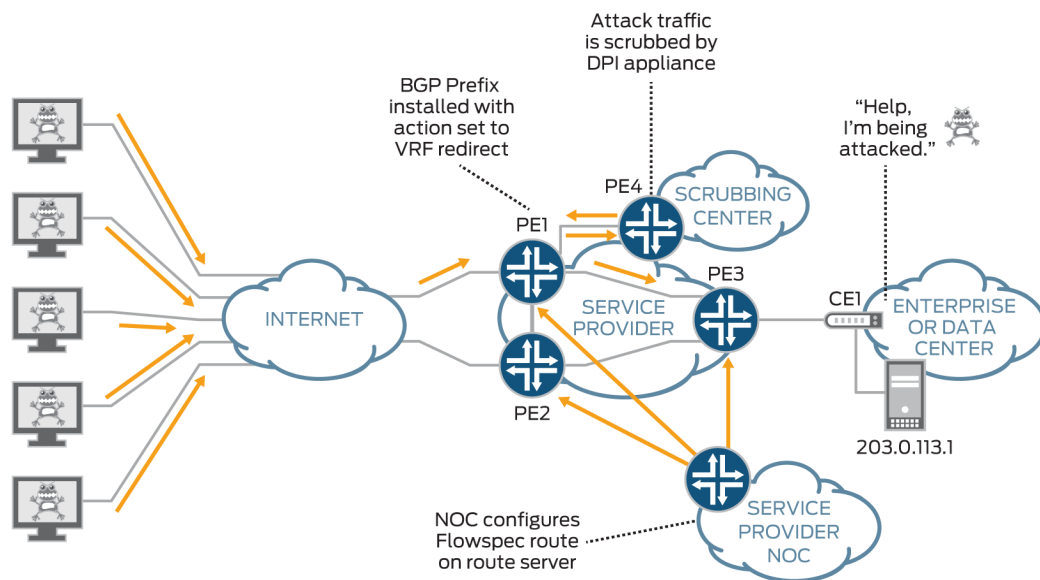 Attack traffic
is scrubbed by
DPI appliance
BGP Prefix
installed with
action set to
VRF redirect
“Help,
I’m being
attacked.”
PE4
SCRUBBING
CENTER
PE1
PE3
CE1
INTERNET
SERVICE
PROVIDER
ENTERPRISE
OR DATA
CENTER
PE2
203.0.113.1
NOC configures
Flowspec route
on route server
SERVICE
PROVIDER
NOC